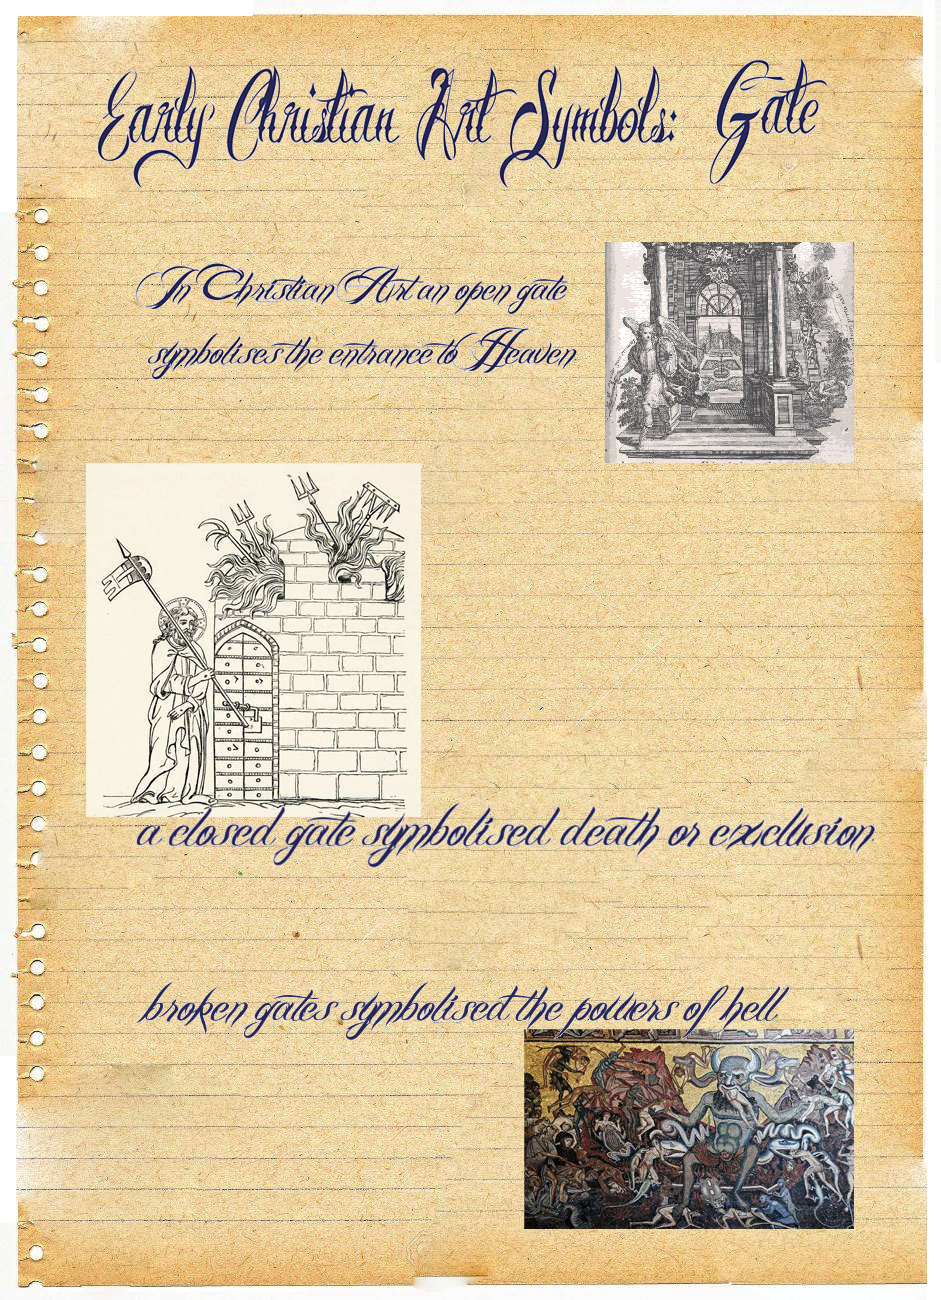 Early Christian Art Symbols: Gate
In Christian Art an open gate
symbolises the entrance to Heaven
a closed gate symbolised death or exclusion
broken gates symbolised the powers of hell